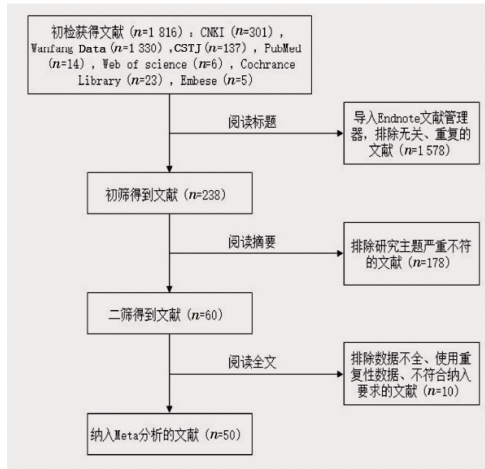 初检获得文献（n=1 816）：CNKI（n=301），
Wanfang Data（n=1 330），CSTJ（n=137），PubMed
（n=14），Web of science（n=6），Cochrance
Library（n=23），Embese（n=5）
阅读标题
导入Endnote文献管理
器，排除无关、重复的
文献（n=1 578）
初筛得到文献（n=238）
阅读摘要
排除研究主题严重不符
的文献（n=178）
二筛得到文献（n=60）
阅读全文
排除数据不全、使用重
复性数据、不符合纳入
要求的文献（n=10）
纳入Meta分析的文献（n=50）